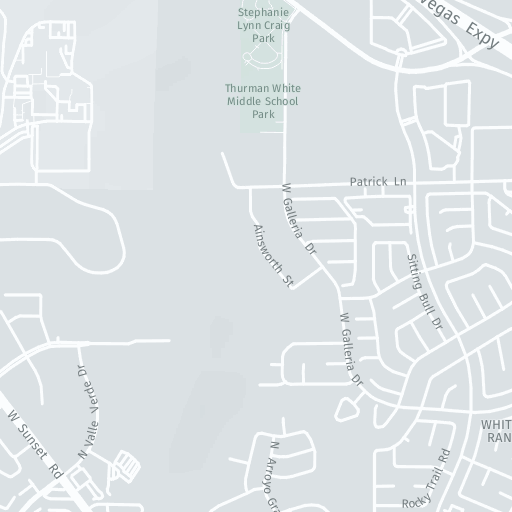 Stephanie
Lynn Craig
Park
Vegas Expy
Thurman White
Middle School
Park
Patrick Ln
W Galleria Dr
Ainsworth St
Sitting Bull Dr
W Galleria Dr
N Valle Verde Dr
W Sunset Rd
WHIT
RAN
N Arroyo Gra
Rocky Trail Rd